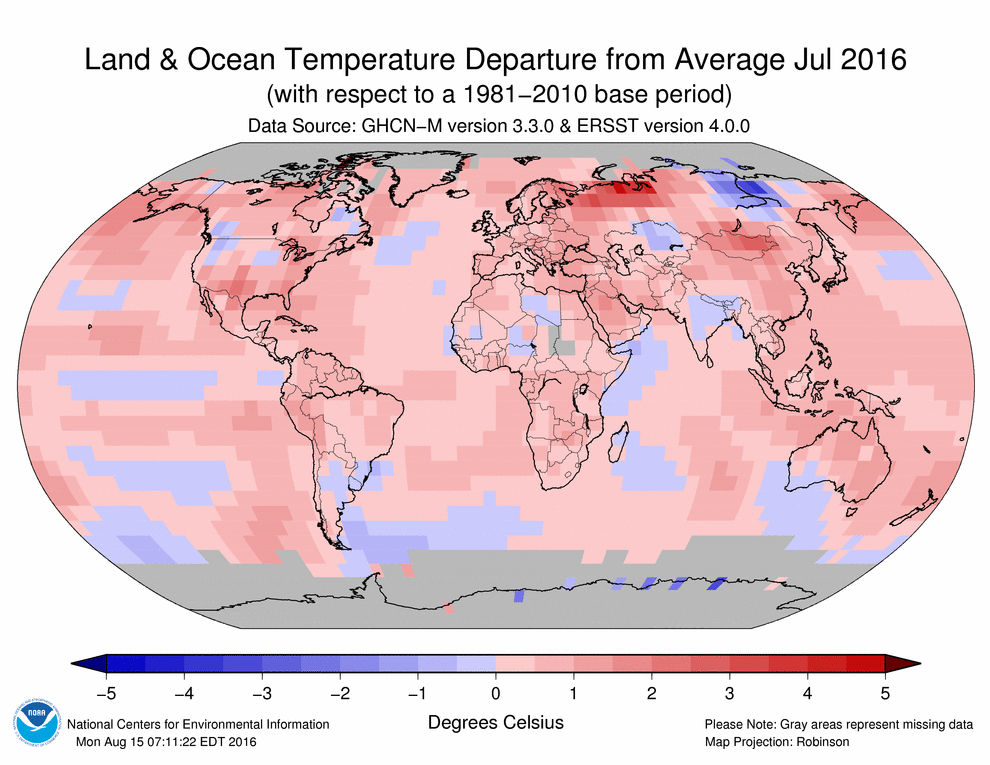 Land & Ocean Temperature Departure from Average Jul 2016
(with respect to a 1981−2010 base period)
Data Source: GHCN−M version 3.3.0 & ERSST version 4.0.0
−5 −4 −3 −2 −1 0 1 2 3 4 5
Degrees Celsius
NOAA
National Centers for Environmental Information
Mon Aug 15 07:11:22 EDT 2016
Please Note: Gray areas represent missing data
Map Projection: Robinson